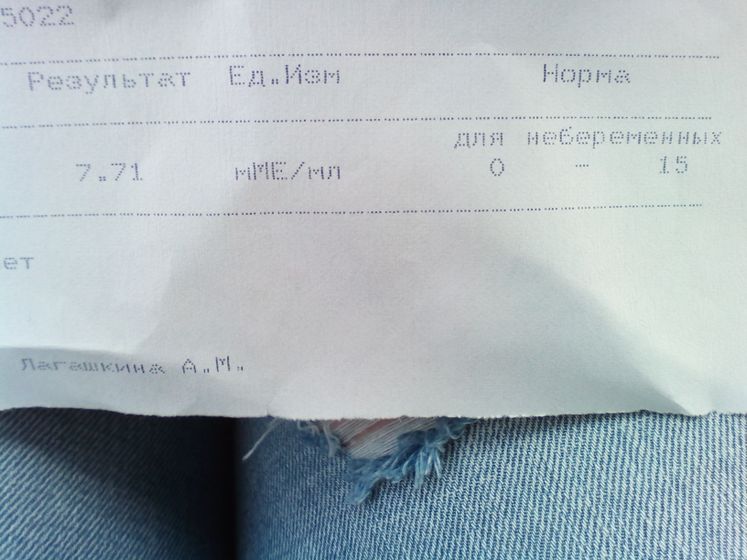 5022
Результат Ед.Изм Норма
для небеременных
7.71 мМЕ/мл 0 – 15
ет
Лагашкина А.М.